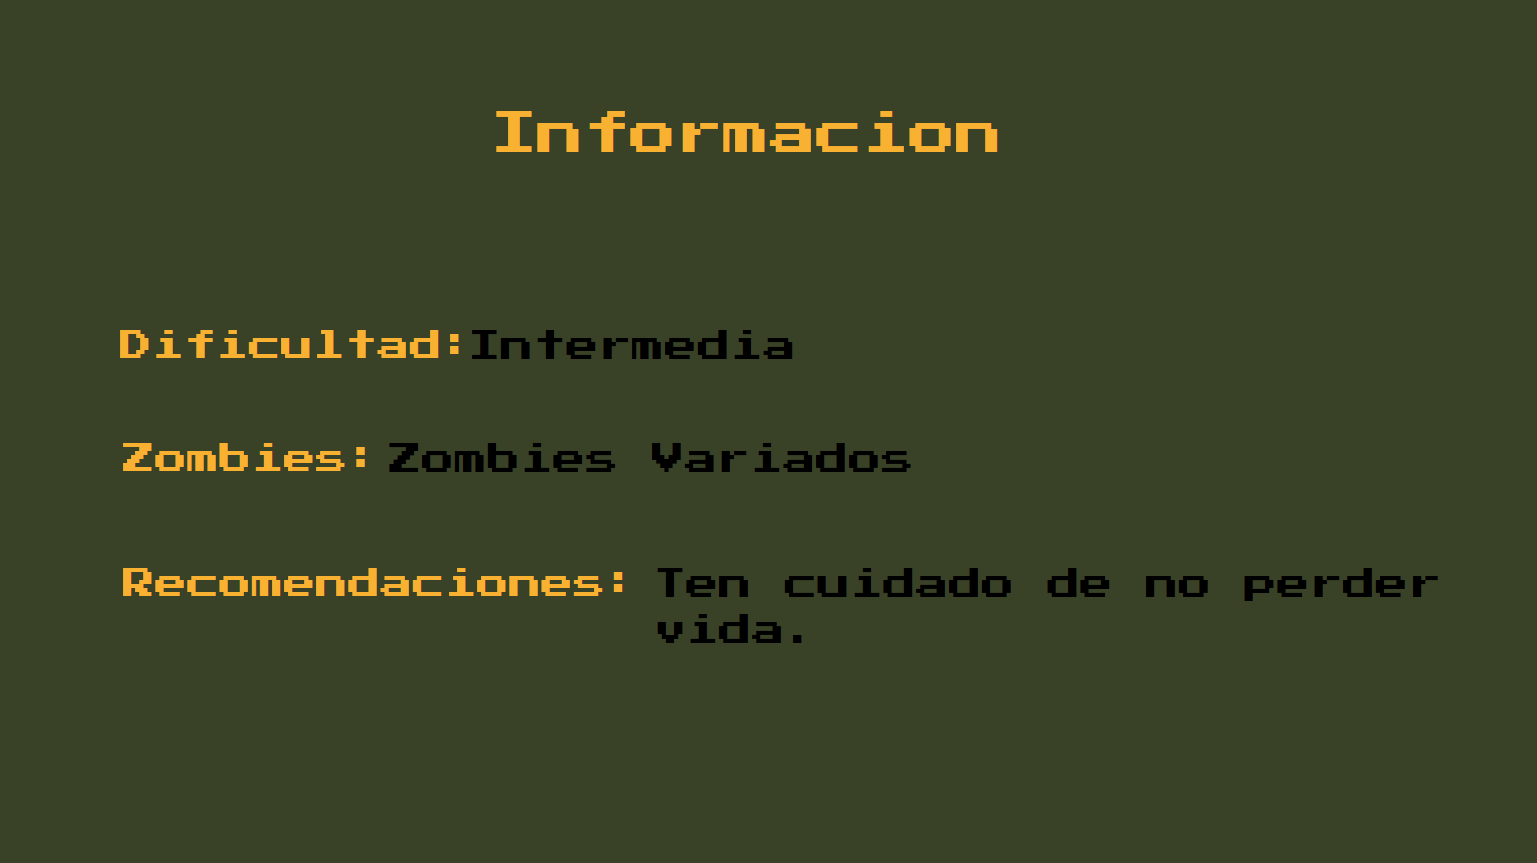 Informacion
Dificultad: Intermedia
Zombies: Zombies Variados
Recomendaciones: Ten cuidado de no perder
vida.